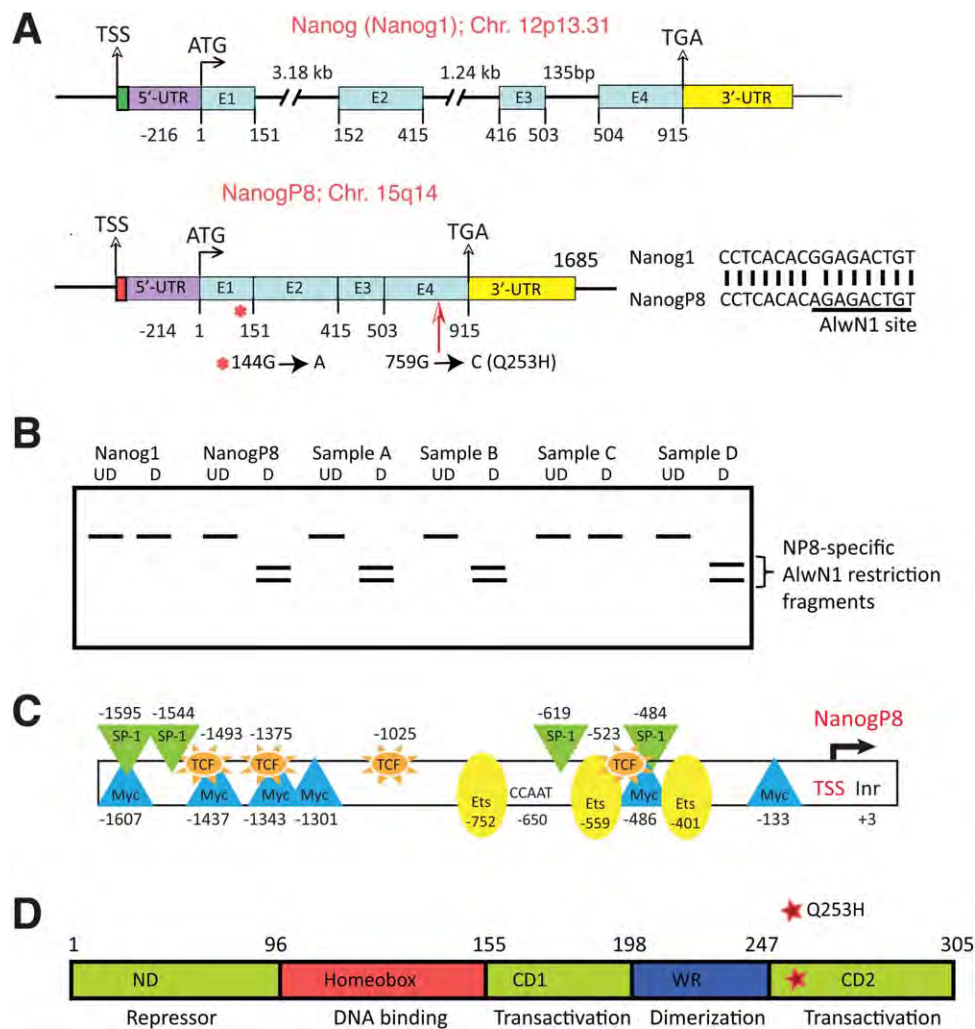 A
Nanog (Nanog1); Chr. 12p13.31
TSS
ATG
TGA
3.18 kb
1.24 kb
135bp
5'-UTR
E1
E2
E3
E4
3'-UTR
-216
1
151
152
415
416
503
504
915
NanogP8; Chr. 15q14
TSS
ATG
TGA
1685
5'-UTR
E1
E2
E3
E4
3'-UTR
-214
1
151
415
503
915
144G
A
759G
C (Q253H)
Nanog1 CCTCACACGGAGACTGT
NanogP8 CCTCACACAGAGACTGT
AlwN1 site
B
Nanog1 NanogP8 Sample A Sample B Sample C Sample D
UD D UD D UD D UD D UD D UD D
NP8-specific
AlwN1 restriction
fragments
C
-1595 -1544 -619 -484
NanogP8
SP-1 SP-1 -1493 -1375 -1025 SP-1 -523 SP-1
TCF TCF TCF TCF
Myc Myc Myc Myc Ets CCAAT Ets Myc Ets Myc TSS Inr
-1607 -1437 -1343 -1301 -752 -650 -559 -486 -401 -133 +3
D
Q253H
1 96 155 198 247 305
ND Homeobox CD1 WR CD2
Repressor DNA binding Transactivation Dimerization Transactivation